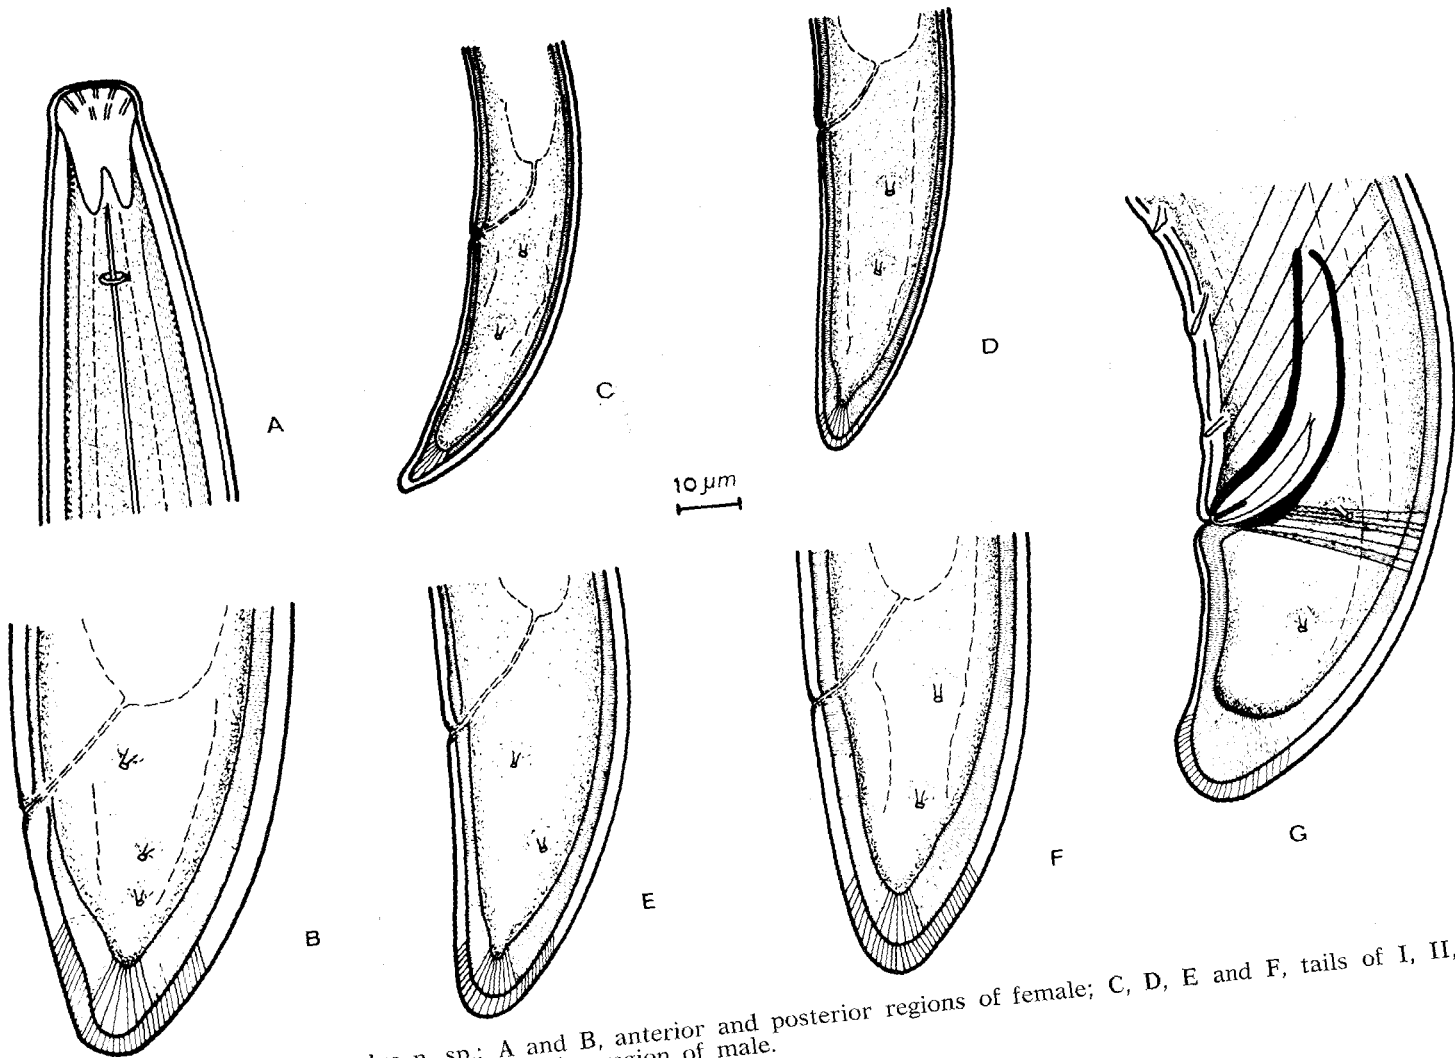 A
C
D
10 µm
B
E
F
G
n. sp.: A and B, anterior and posterior regions of female; C, D, E and F, tails of I, II,
region of male.